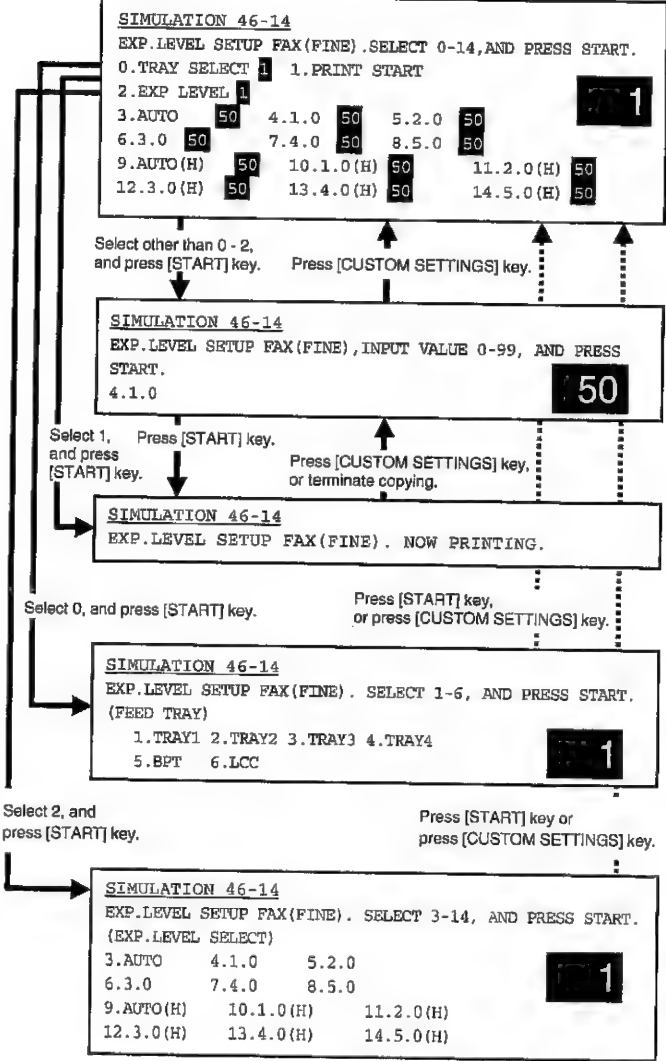 SIMULATION 46-14
EXP.LEVEL SETUP FAX(FINE).SELECT 0-14,AND PRESS START.
0.TRAY SELECT 1 1.PRINT START
2.EXP LEVEL 1
1
3.AUTO 50 4.1.0 50 5.2.0 50
6.3.0 50 7.4.0 50 8.5.0 50
9.AUTO(H) 50 10.1.0(H) 50 11.2.0(H) 50
12.3.0(H) 50 13.4.0(H) 50 14.5.0(H) 50
Select other than 0 - 2,
and press [START] key.
Press [CUSTOM SETTINGS] key.
SIMULATION 46-14
EXP.LEVEL SETUP FAX(FINE),INPUT VALUE 0-99, AND PRESS
START.
4.1.0
50
Select 1,
and press
[START] key.
Press [START] key.
Press [CUSTOM SETTINGS] key,
or terminate copying.
SIMULATION 46-14
EXP.LEVEL SETUP FAX(FINE). NOW PRINTING.
Select 0, and press [START] key.
Press [START] key,
or press [CUSTOM SETTINGS] key.
SIMULATION 46-14
EXP.LEVEL SETUP FAX(FINE). SELECT 1-6, AND PRESS START.
(FEED TRAY)
1.TRAY1 2.TRAY2 3.TRAY3 4.TRAY4
5.BPT 6.LCC
1
Select 2, and
press [START] key.
Press [START] key or
press [CUSTOM SETTINGS] key.
SIMULATION 46-14
EXP.LEVEL SETUP FAX(FINE). SELECT 3-14, AND PRESS START.
(EXP.LEVEL SELECT)
3.AUTO 4.1.0 5.2.0
6.3.0 7.4.0 8.5.0
1
9.AUTO(H) 10.1.0(H) 11.2.0(H)
12.3.0(H) 13.4.0(H) 14.5.0(H)